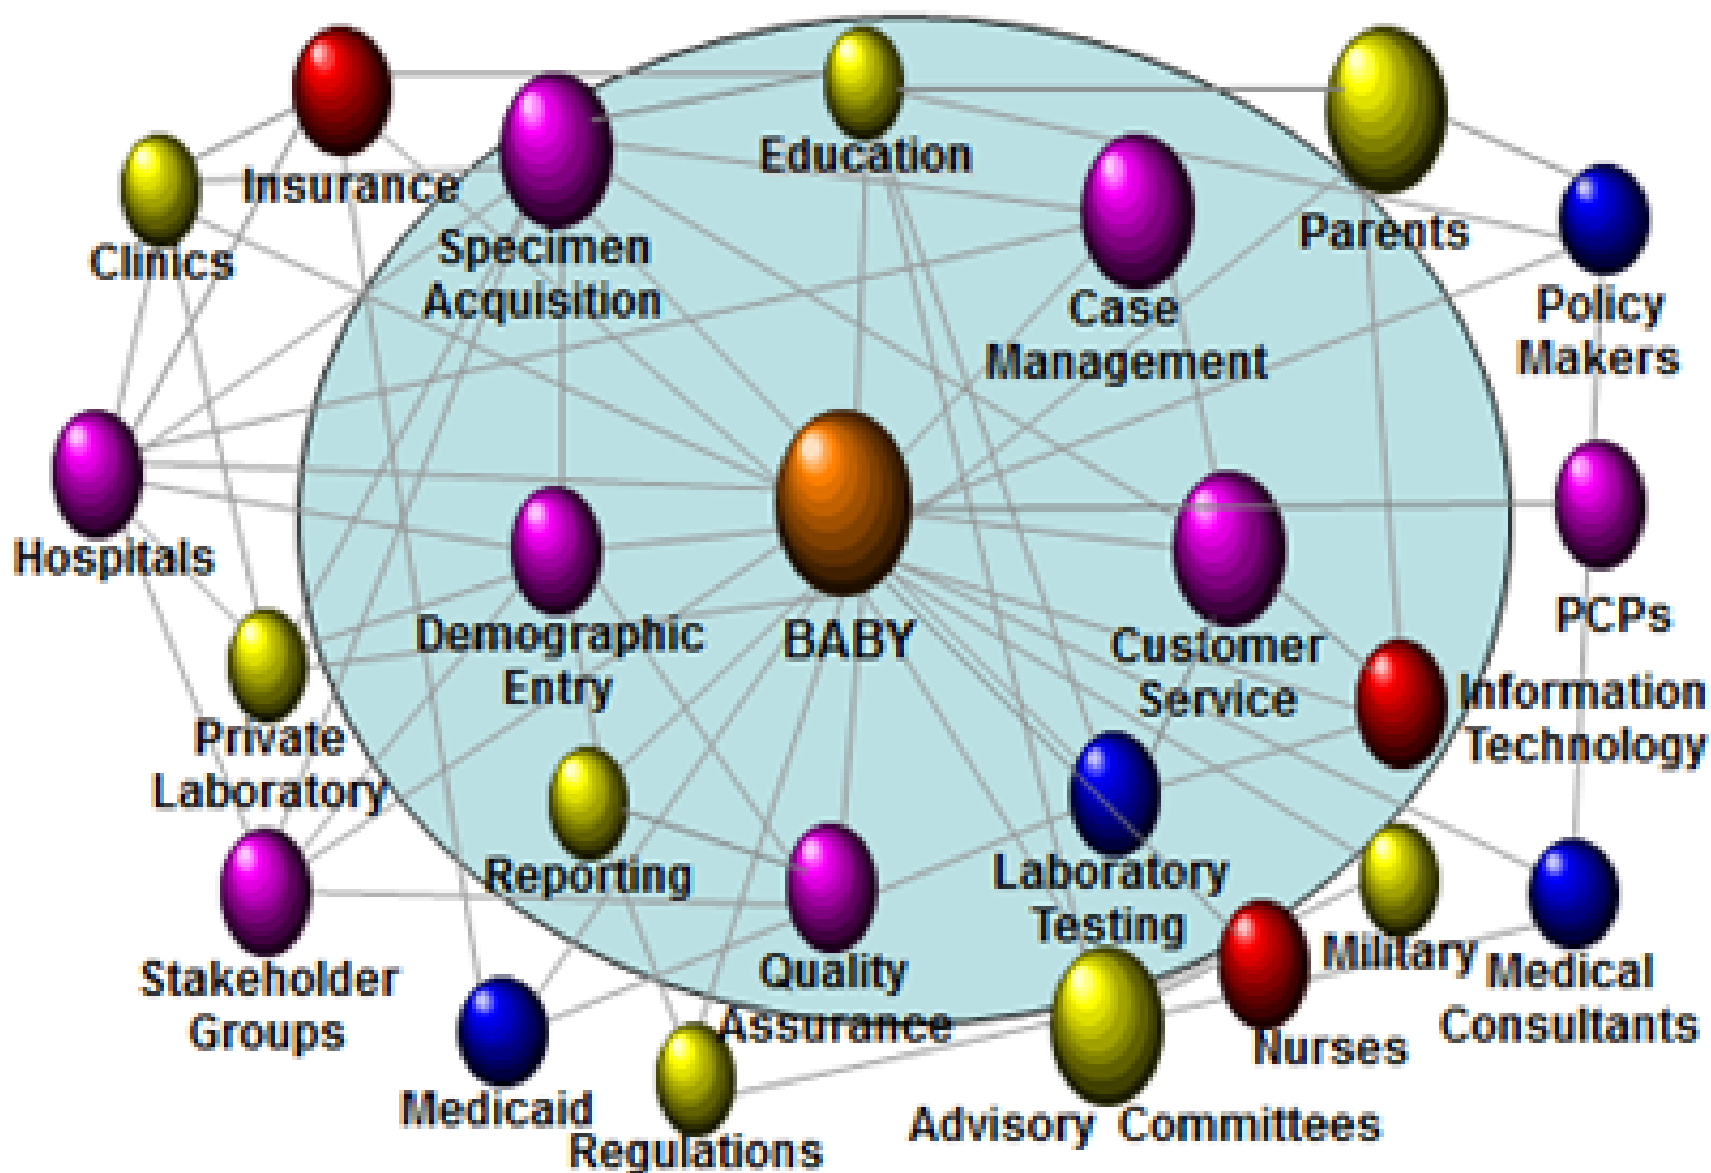 Education
Insurance
Specimen
Acquisition
Clinics
Parents
Case
Management
Policy
Makers
Hospitals
BABY
Demographic
Entry
Customer
Service
PCPs
Information
Technology
Private
Laboratory
Reporting
Laboratory
Testing
Quality
Assurance
Stakeholder
Groups
Military
Medical
Consultants
Nurses
Medicaid
Regulations
Advisory Committees